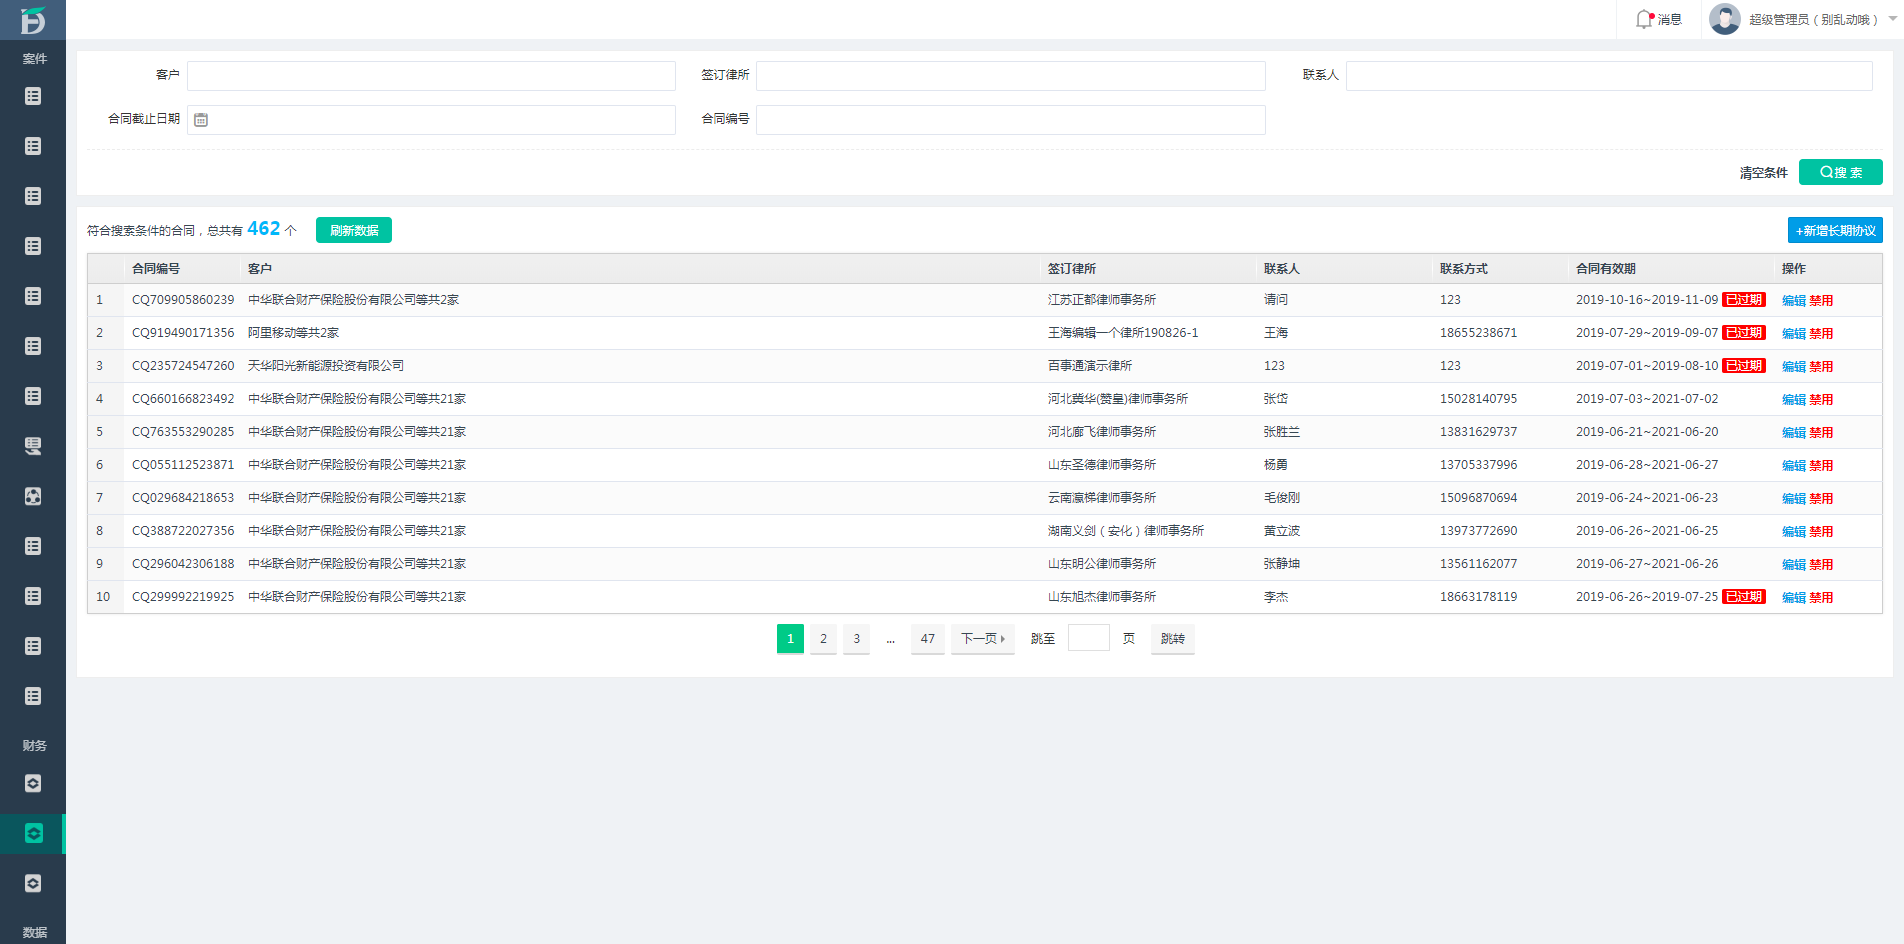 消息
超级管理员（别乱动哦）
案件
财务
数据
客户
签订律所
联系人
合同截止日期
合同编号
清空条件
搜 索
符合搜索条件的合同，总共有 462 个
刷新数据
+新增长期协议
合同编号 客户 签订律所 联系人 联系方式 合同有效期 操作
1 CQ709905860239 中华联合财产保险股份有限公司等共2家 江苏正都律师事务所 请问 123 2019-10-16~2019-11-09 已过期 编辑 禁用
2 CQ919490171356 阿里移动等共2家 王海编辑一个律所190826-1 王海 18655238671 2019-07-29~2019-09-07 已过期 编辑 禁用
3 CQ235724547260 天华阳光新能源投资有限公司 百事通演示律所 123 123 2019-07-01~2019-08-10 已过期 编辑 禁用
4 CQ660166823492 中华联合财产保险股份有限公司等共21家 河北冀华(赞皇)律师事务所 张岱 15028140795 2019-07-03~2021-07-02 编辑 禁用
5 CQ763553290285 中华联合财产保险股份有限公司等共21家 河北廊飞律师事务所 张胜兰 13831629737 2019-06-21~2021-06-20 编辑 禁用
6 CQ055112523871 中华联合财产保险股份有限公司等共21家 山东圣德律师事务所 杨勇 13705337996 2019-06-28~2021-06-27 编辑 禁用
7 CQ029684218653 中华联合财产保险股份有限公司等共21家 云南瀛梯律师事务所 毛俊刚 15096870694 2019-06-24~2021-06-23 编辑 禁用
8 CQ388722027356 中华联合财产保险股份有限公司等共21家 湖南义剑（安化）律师事务所 黄立波 13973772690 2019-06-26~2021-06-25 编辑 禁用
9 CQ296042306188 中华联合财产保险股份有限公司等共21家 山东明公律师事务所 张静坤 13561162077 2019-06-27~2021-06-26 编辑 禁用
10 CQ299992219925 中华联合财产保险股份有限公司等共21家 山东旭杰律师事务所 李杰 18663178119 2019-06-26~2019-07-25 已过期 编辑 禁用
1 2 3 ... 47 下一页 跳至 页 跳转